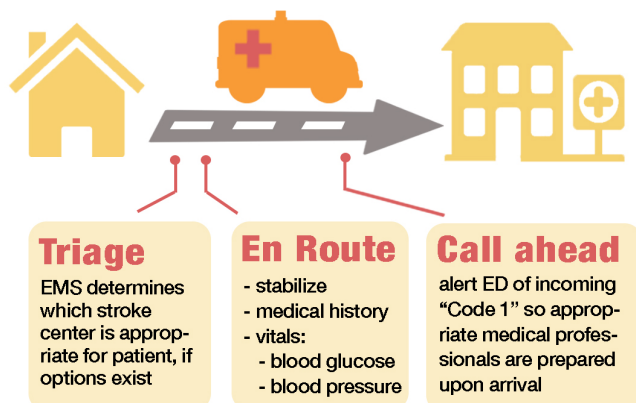 Triage
EMS determines
which stroke
center is approp-
riate for patient, if
options exist
En Route
- stabilize
- medical history
- vitals:
- blood glucose
- blood pressure
Call ahead
alert ED of incoming
“Code 1” so approp-
riate medical profes-
sionals are prepared
upon arrival